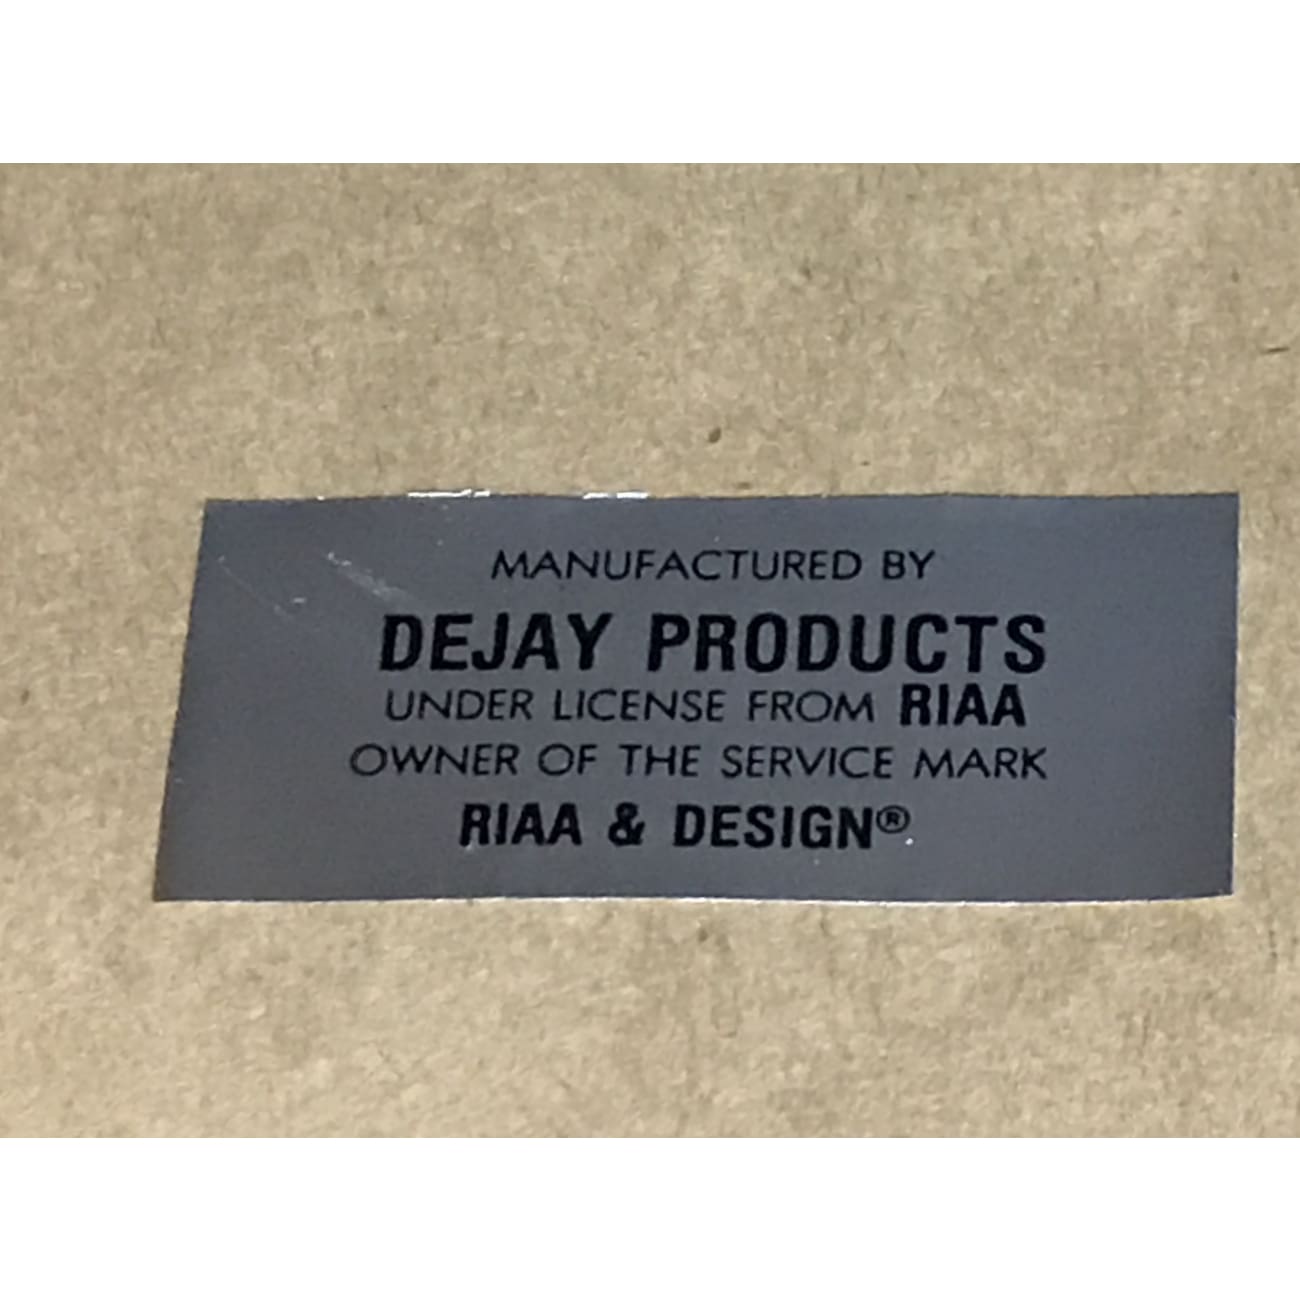 MANUFACTURED BY
DEJAY PRODUCTS
UNDER LICENSE FROM RIAA
OWNER OF THE SERVICE MARK
RIAA & DESIGN®